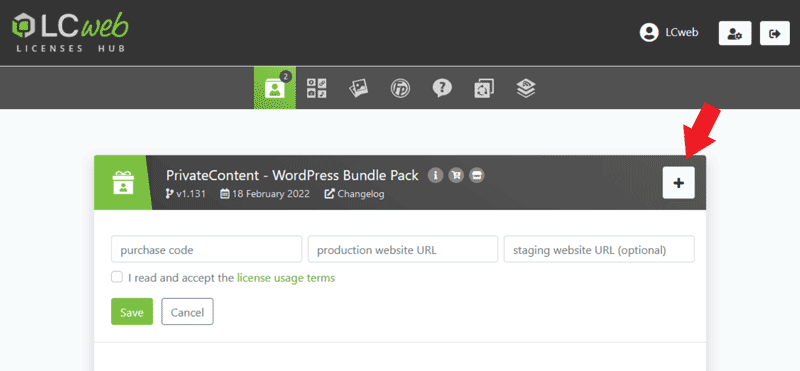 LCweb
LICENSES HUB
LCweb
2
PrivateContent - WordPress Bundle Pack
v1.131 18 February 2022 Changelog
purchase code production website URL staging website URL (optional)
I read and accept the license usage terms
Save Cancel